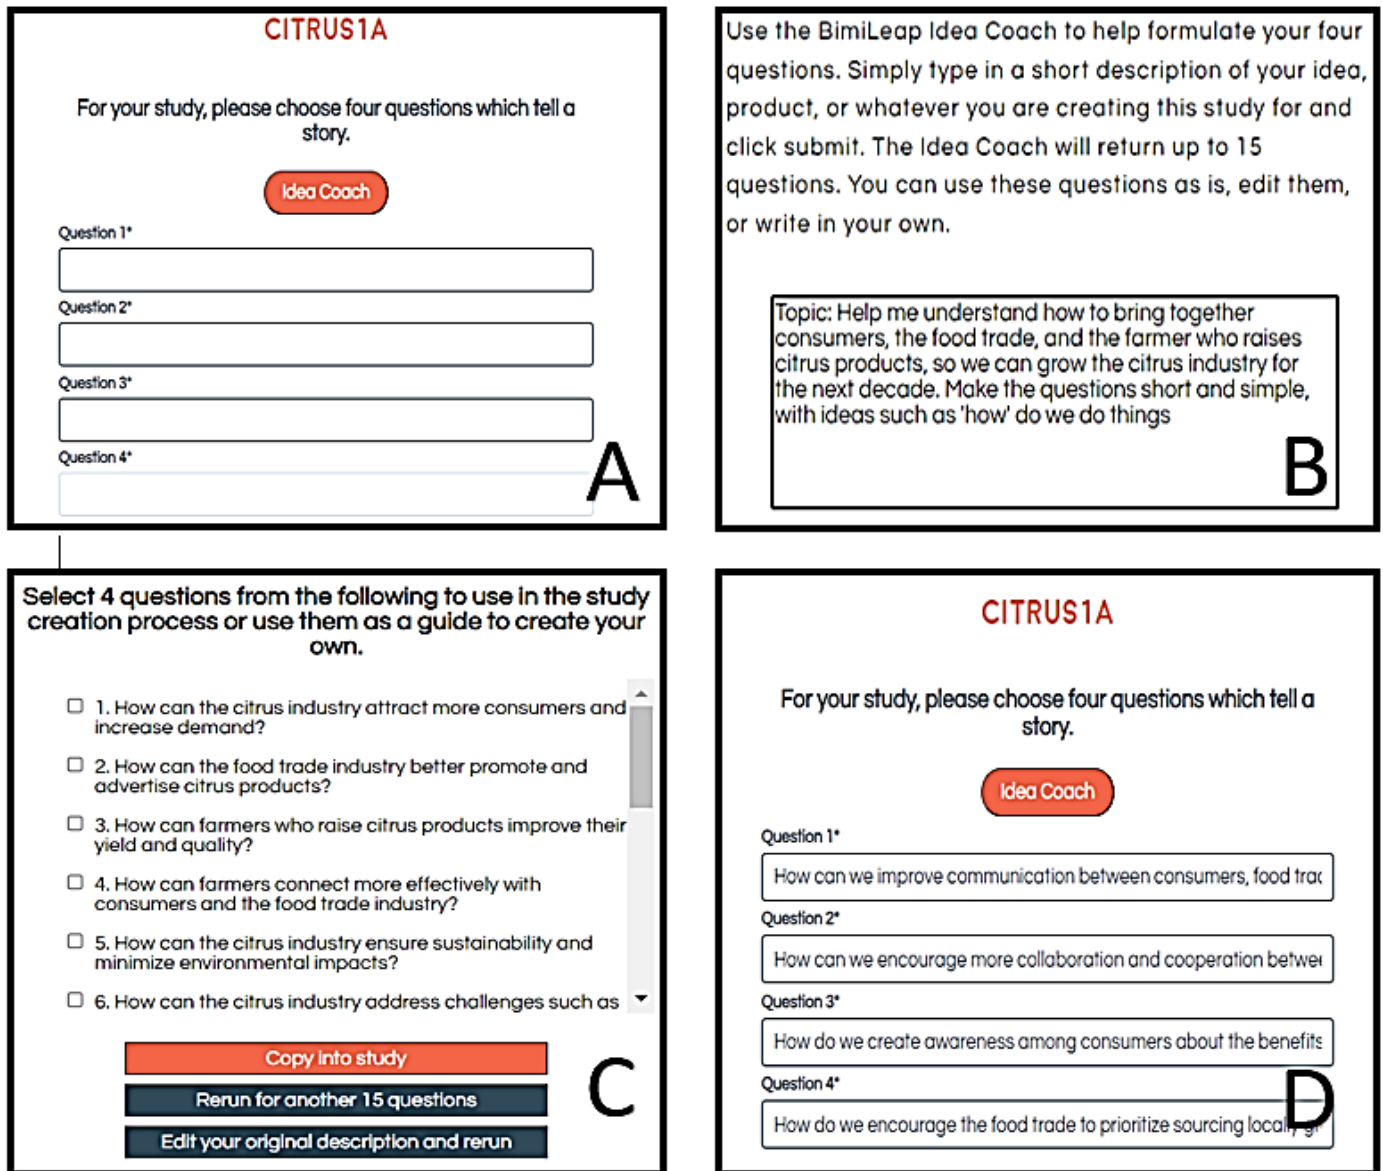 CITRUS1A
For your study, please choose four questions which tell a
story.
Idea Coach
Question 1*
Question 2*
Question 3*
Question 4*
A
Use the BimiLeap Idea Coach to help formulate your four
questions. Simply type in a short description of your idea,
product, or whatever you are creating this study for and
click submit. The Idea Coach will return up to 15
questions. You can use these questions as is, edit them,
or write in your own.
Topic: Help me understand how to bring together
consumers, the food trade, and the farmer who raises
citrus products, so we can grow the citrus industry for
the next decade. Make the questions short and simple,
with ideas such as 'how' do we do things
B
Select 4 questions from the following to use in the study
creation process or use them as a guide to create your
own.
1. How can the citrus industry attract more consumers and
increase demand?
2. How can the food trade industry better promote and
advertise citrus products?
3. How can farmers who raise citrus products improve their
yield and quality?
4. How can farmers connect more effectively with
consumers and the food trade industry?
5. How can the citrus industry ensure sustainability and
minimize environmental impacts?
6. How can the citrus industry address challenges such as
Copy into study
Rerun for another 15 questions
Edit your original description and rerun
C
CITRUS1A
For your study, please choose four questions which tell a
story.
Idea Coach
Question 1*
How can we improve communication between consumers, food trac
Question 2*
How can we encourage more collaboration and cooperation betwee
Question 3*
How do we create awareness among consumers about the benefits
Question 4*
How do we encourage the food trade to prioritize sourcing locally
D